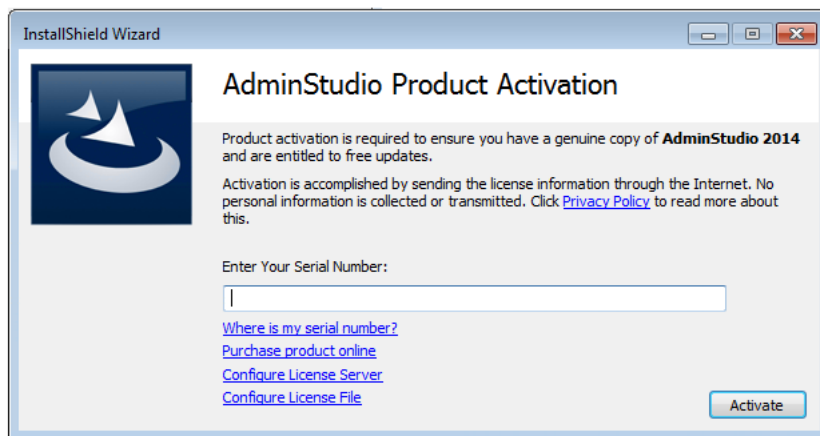 InstallShield Wizard
AdminStudio Product Activation
Product activation is required to ensure you have a genuine copy of AdminStudio 2014
and are entitled to free updates.
Activation is accomplished by sending the license information through the Internet. No
personal information is collected or transmitted. Click Privacy Policy to read more about
this.
Enter Your Serial Number:
Where is my serial number?
Purchase product online
Configure License Server
Configure License File
Activate